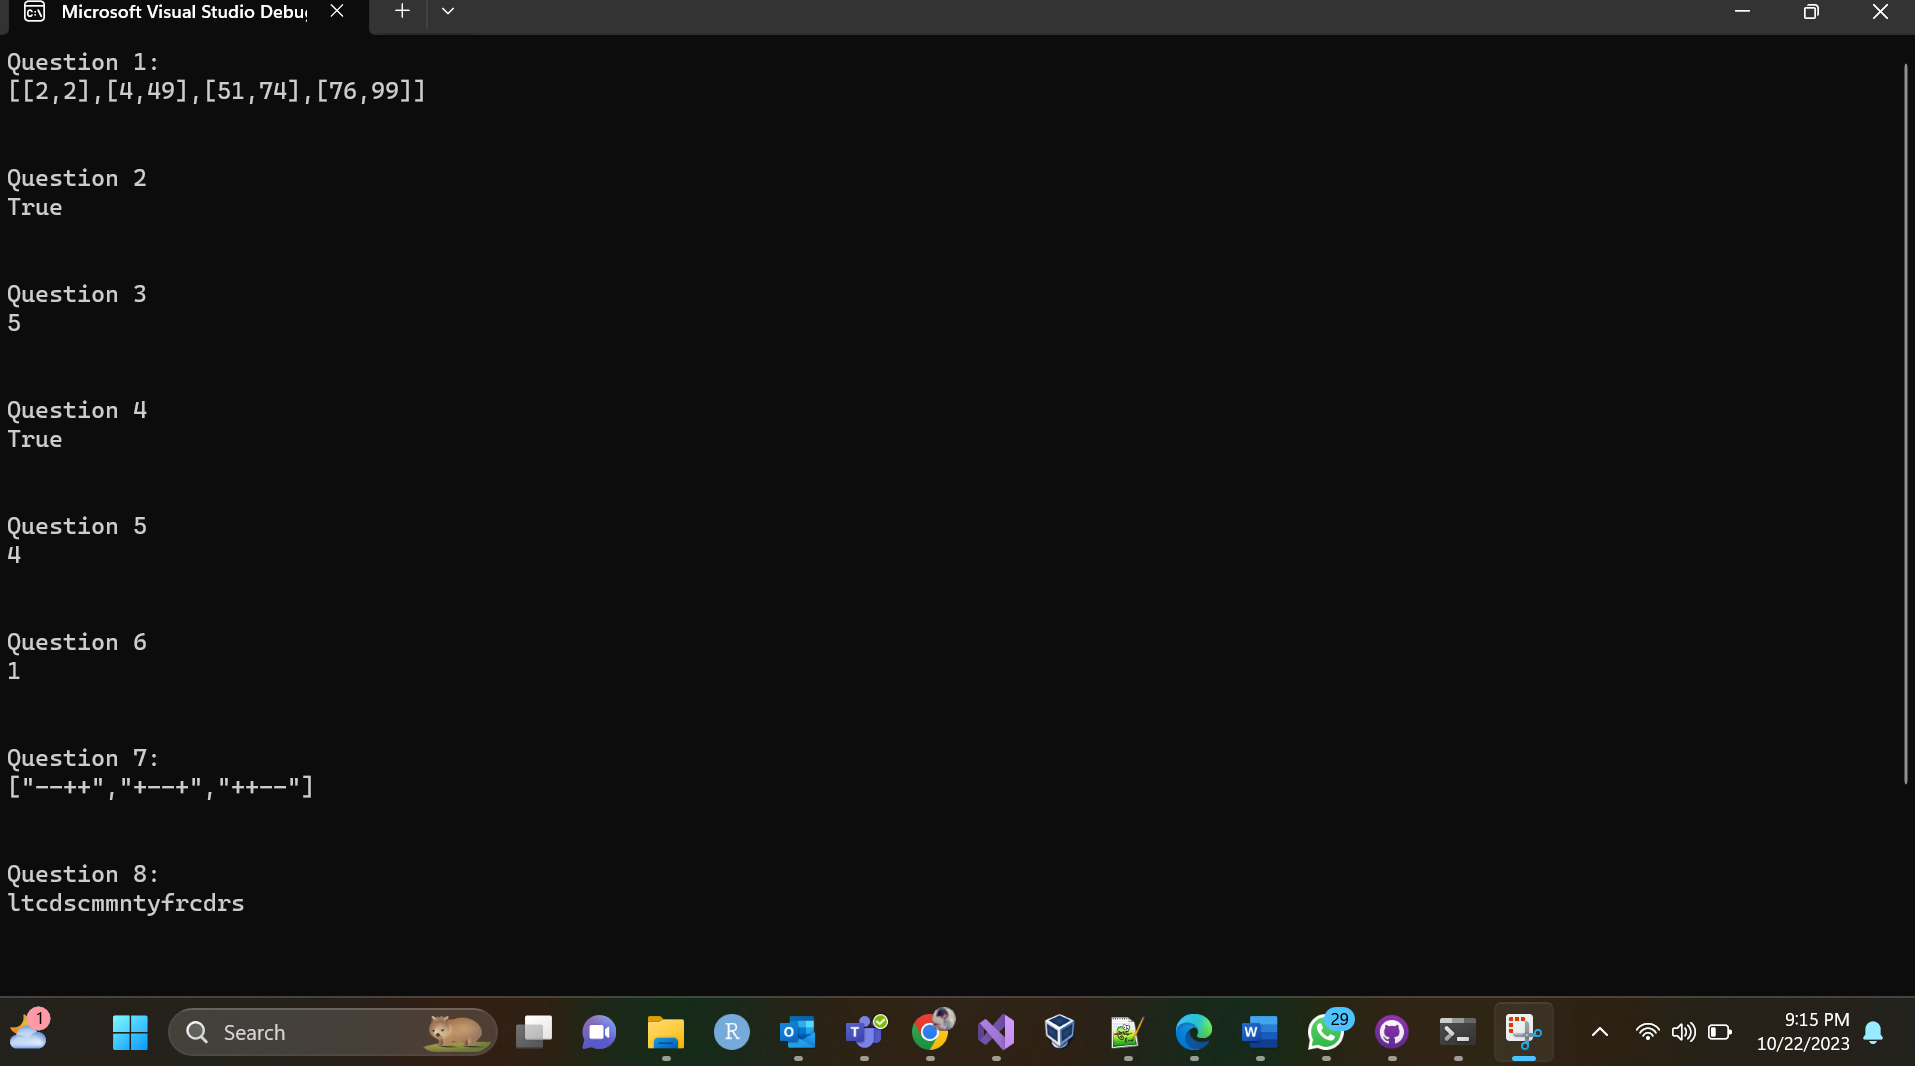 Microsoft Visual Studio Debu
Question 1:
[[2,2],[4,49],[51,74],[76,99]]
Question 2
True
Question 3
5
Question 4
True
Question 5
4
Question 6
1
Question 7:
["--++","+--+","++--"]
Question 8:
ltcdscmmntyfrcdrs
1
Search
29
9:15 PM
10/22/2023